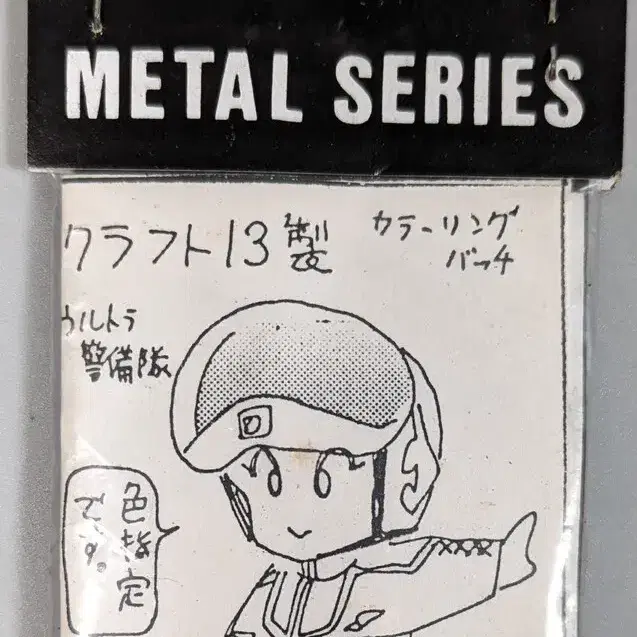 METAL SERIES
クラフト13製
カラーリング
バッチ
ウルトラ
警備隊
色指定
です。